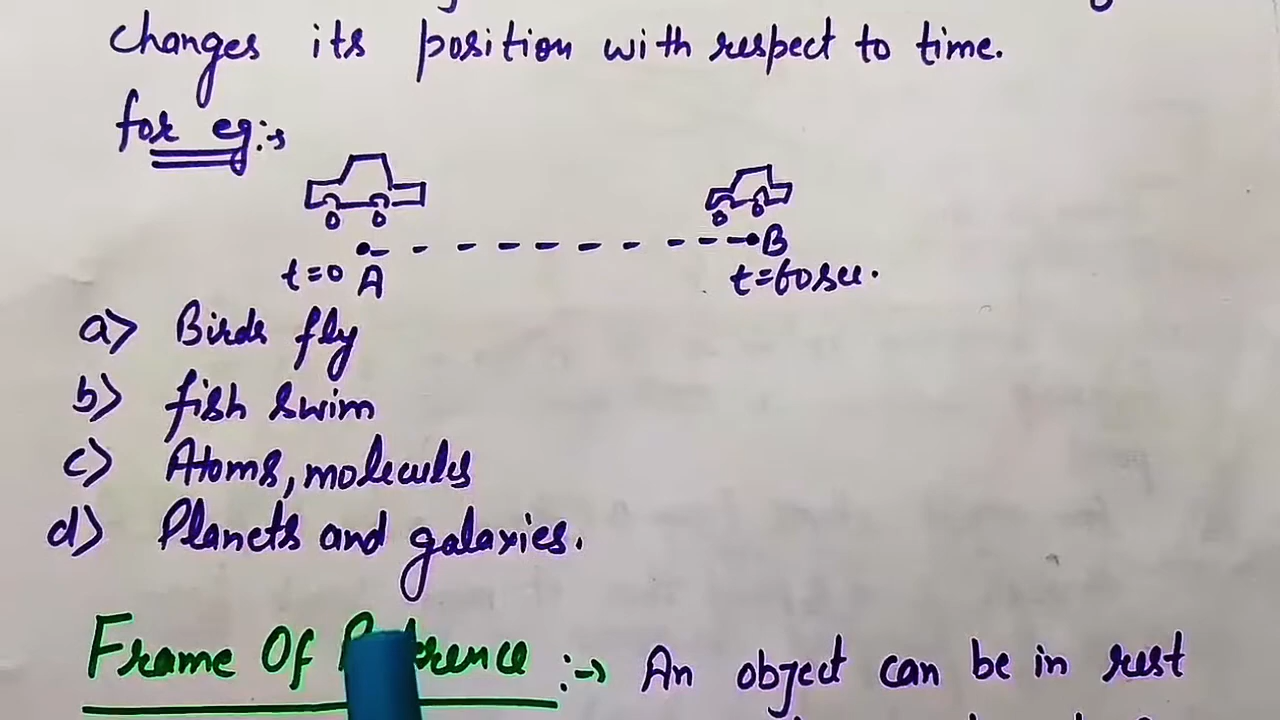 changes its position with respect to time.
for eg:→
t=0 A
B
t=60sec.
a> Birds fly
b> fish swim
c> Atoms, molecules
d> Planets and galaxies.
Frame Of :→ An object can be in rest